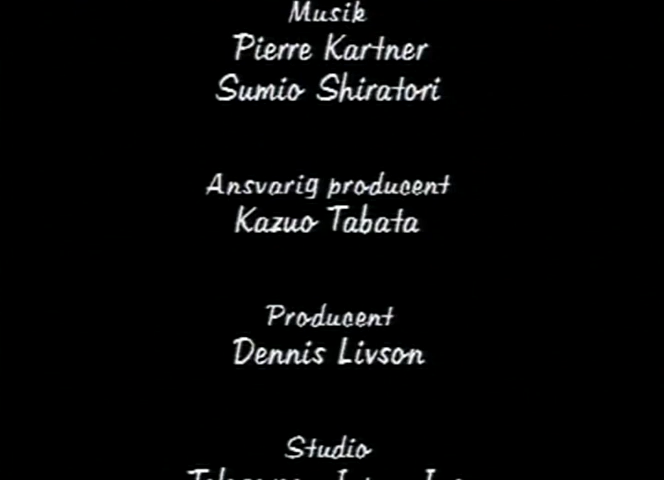 Musik
Pierre Kartner
Sumio Shiratori
Ansvarig producent
Kazuo Tabata
Producent
Dennis Livson
Studio